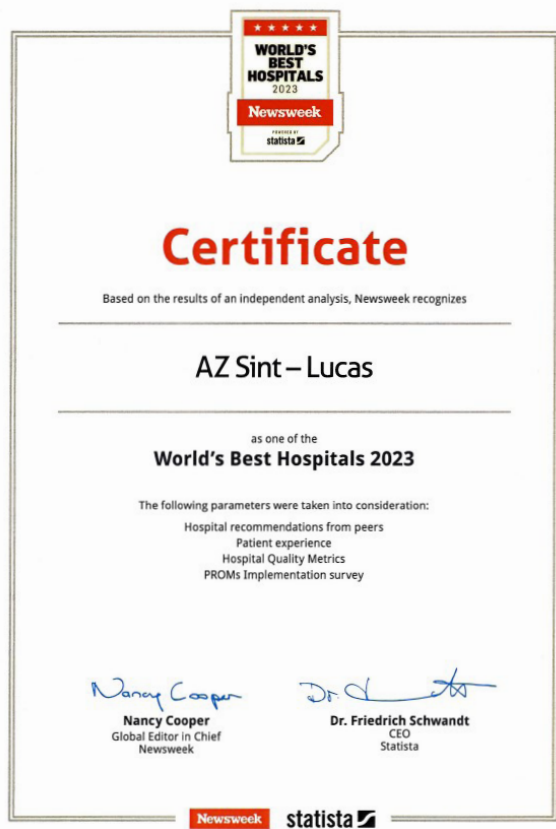 WORLD'S
BEST
HOSPITALS
2023
Newsweek
POWERED BY
statista
Certificate
Based on the results of an independent analysis, Newsweek recognizes
AZ Sint – Lucas
as one of the
World's Best Hospitals 2023
The following parameters were taken into consideration:
Hospital recommendations from peers
Patient experience
Hospital Quality Metrics
PROMs Implementation survey
Nancy Cooper
Dr.
Nancy Cooper
Global Editor in Chief
Newsweek
Dr. Friedrich Schwandt
CEO
Statista
Newsweek
statista